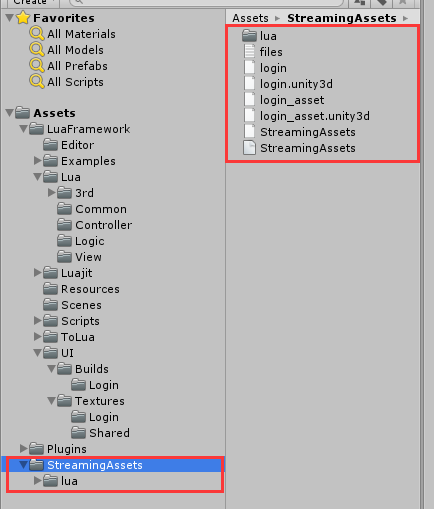 Create
Favorites
All Materials
All Models
All Prefabs
All Scripts
Assets
LuaFramework
Editor
Examples
Lua
3rd
Common
Controller
Logic
View
Luajit
Resources
Scenes
Scripts
ToLua
UI
Builds
Login
Textures
Login
Shared
Plugins
StreamingAssets
lua
Assets StreamingAssets
lua
files
login
login.unity3d
login_asset
login_asset.unity3d
StreamingAssets
StreamingAssets